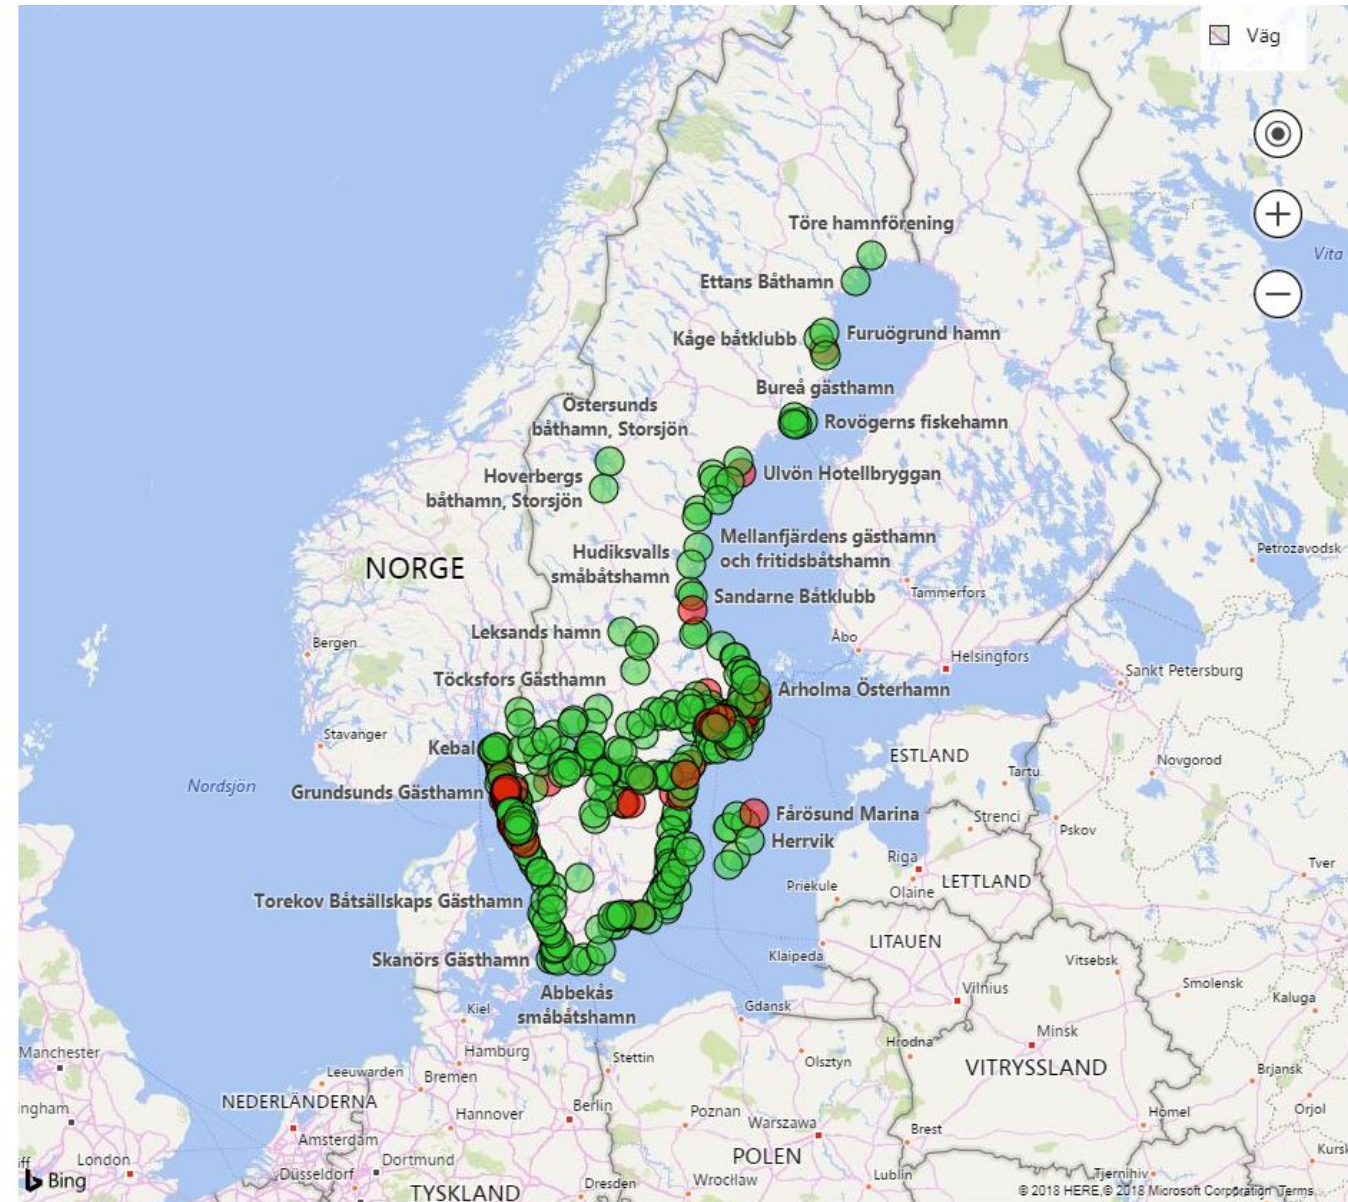 Väg
Töre hamnförening
Vita
Ettans Båthamn
Kåge båtklubb
Furuögrund hamn
Bureå gästhamn
Östersunds
båthamn, Storsjön
Rovögerns fiskehamn
Hoverbergs
båthamn, Storsjön
Ulvön Hotellbryggan
Mellanfjärdens gästhamn
och fritidsbåtshamn
Petrozavodsk
Hudiksvalls
småbåtshamn
NORGE
Tammerfors
Sandarne Båtklubb
Leksands hamn
Bergen
Åbo
Helsingfors
Sankt Petersburg
Töcksfors Gästhamn
Arholma Österhamn
Stavanger
Kebal
ESTLAND
Novgorod
Tartu
Nordsjön
Grundsunds Gästhamn
Fårösund Marina
Strenci
Pskov
Herrvik
Riga
Tver
Olaine
LETTLAND
Priekule
Torekov Båtsällskaps Gästhamn
LITAUEN
Skanörs Gästhamn
Klaipeda
Vitsebsk
Vilnius
Smolensk
Kaluga
Abbekås
småbåtshamn
Kiel
Gdansk
Minsk
Manchester
Hamburg
Stettin
Olsztyn
Hrodna
VITRYSSLAND
Leeuwarden
Bremen
Brjansk
NEDERLÄNDERNA
ingham
Hannover
Berlin
Poznan
Warszawa
Homel
Orjol
Amsterdam
Brest
Kursk
London
Düsseldorf
Dortmund
POLEN
Lublin
Tjernihiv
Bing
TYSKLAND
Dresden
Wrocław
© 2018 HERE, © 2018 Microsoft Corporation Terms